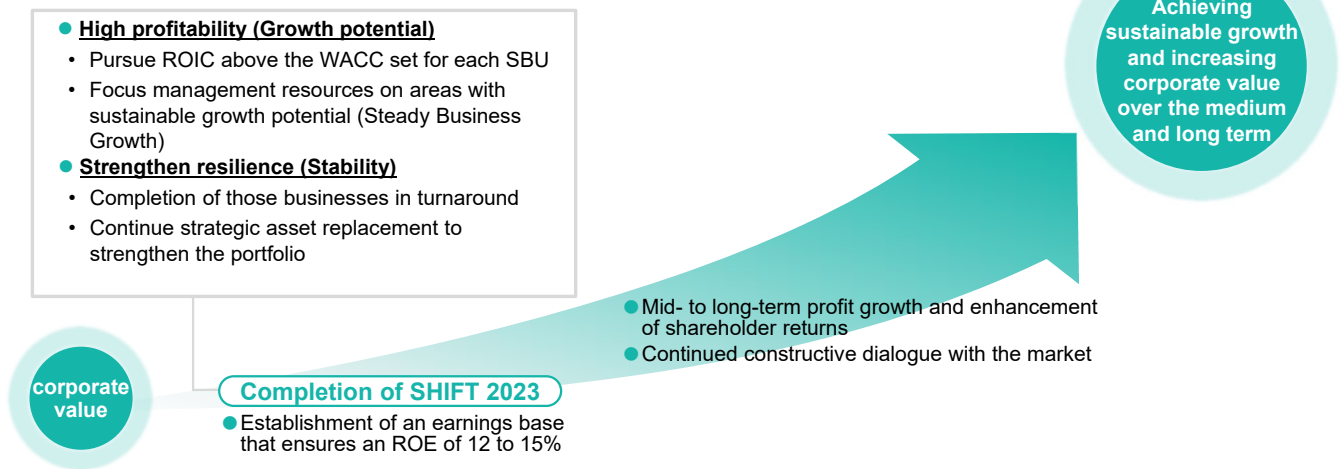 ● High profitability (Growth potential)
• Pursue ROIC above the WACC set for each SBU
• Focus management resources on areas with
sustainable growth potential (Steady Business
Growth)
● Strengthen resilience (Stability)
• Completion of those businesses in turnaround
• Continue strategic asset replacement to
strengthen the portfolio
Achieving
sustainable growth
and increasing
corporate value
over the medium
and long term
● Mid- to long-term profit growth and enhancement
of shareholder returns
● Continued constructive dialogue with the market
corporate
value
Completion of SHIFT 2023
● Establishment of an earnings base
that ensures an ROE of 12 to 15%